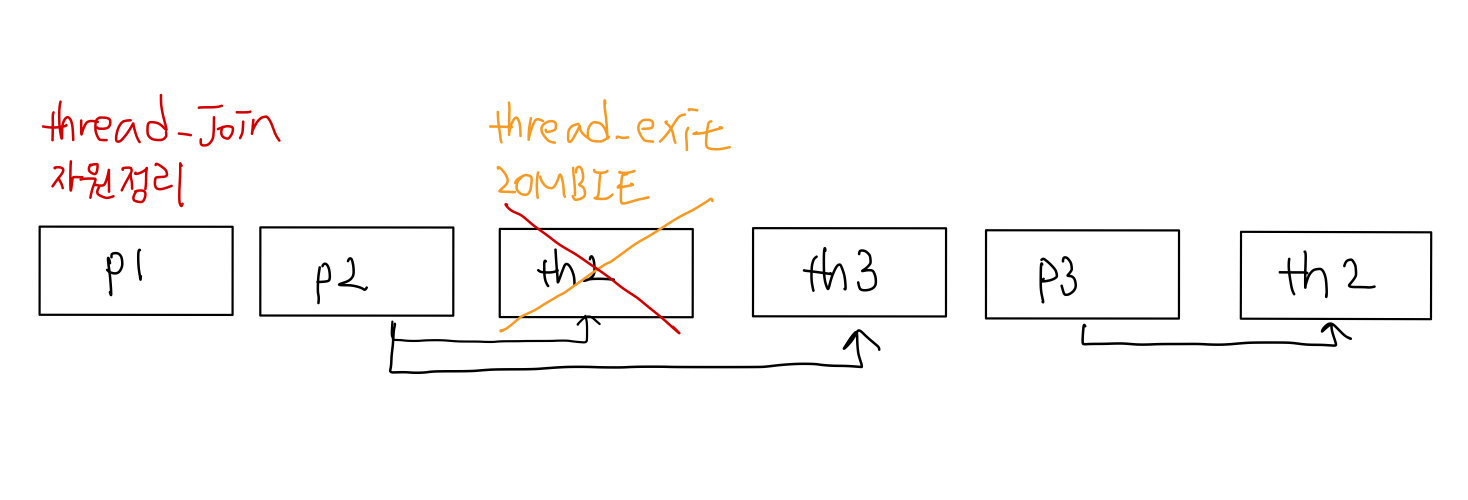 thread_join
자원정리
thread_exit
ZOMBIE
p1
p2
th2
th3
p3
th2